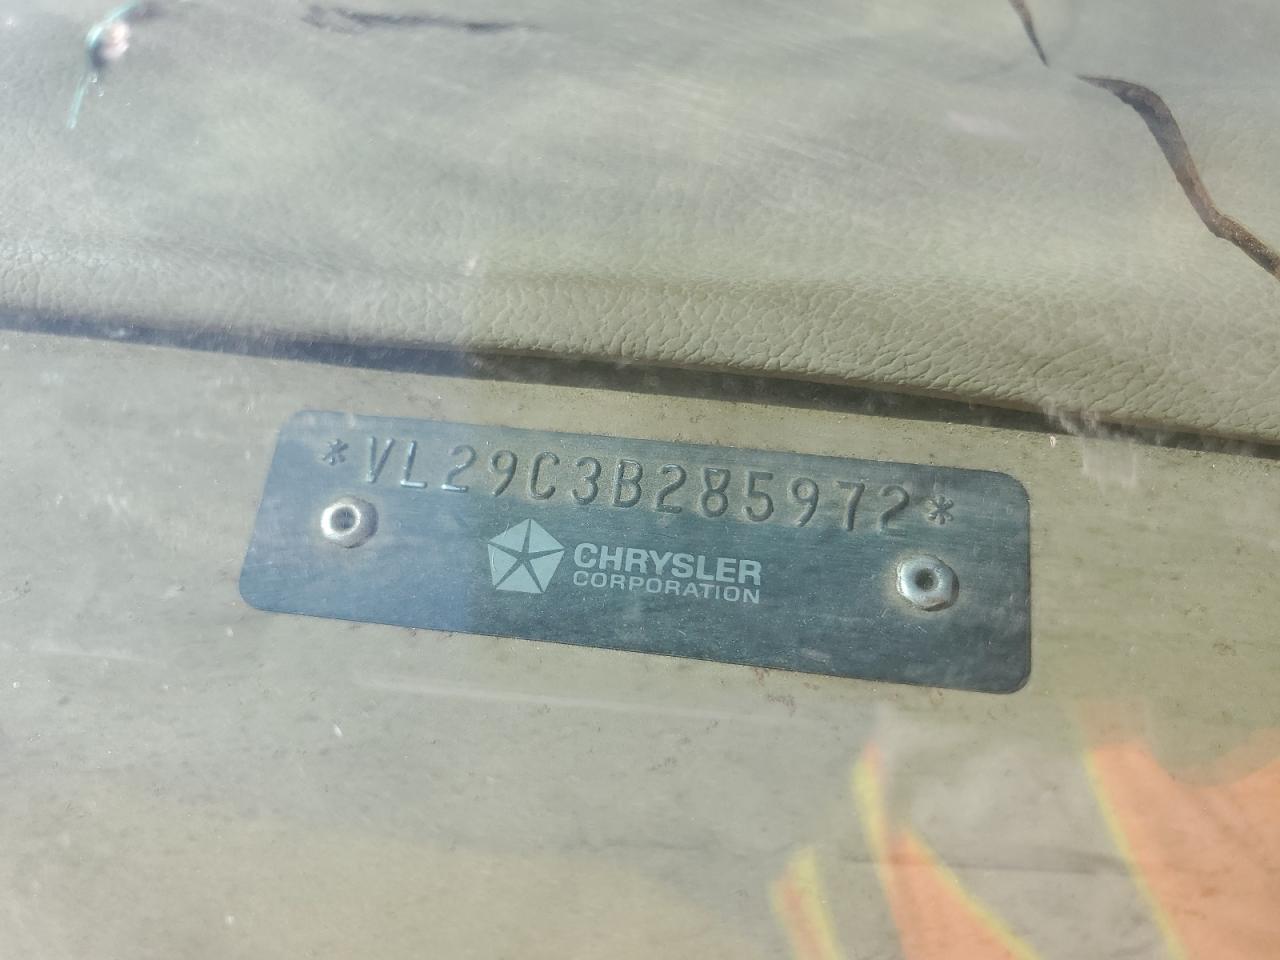 *VL29C3B285972*
CHRYSLER
CORPORATION